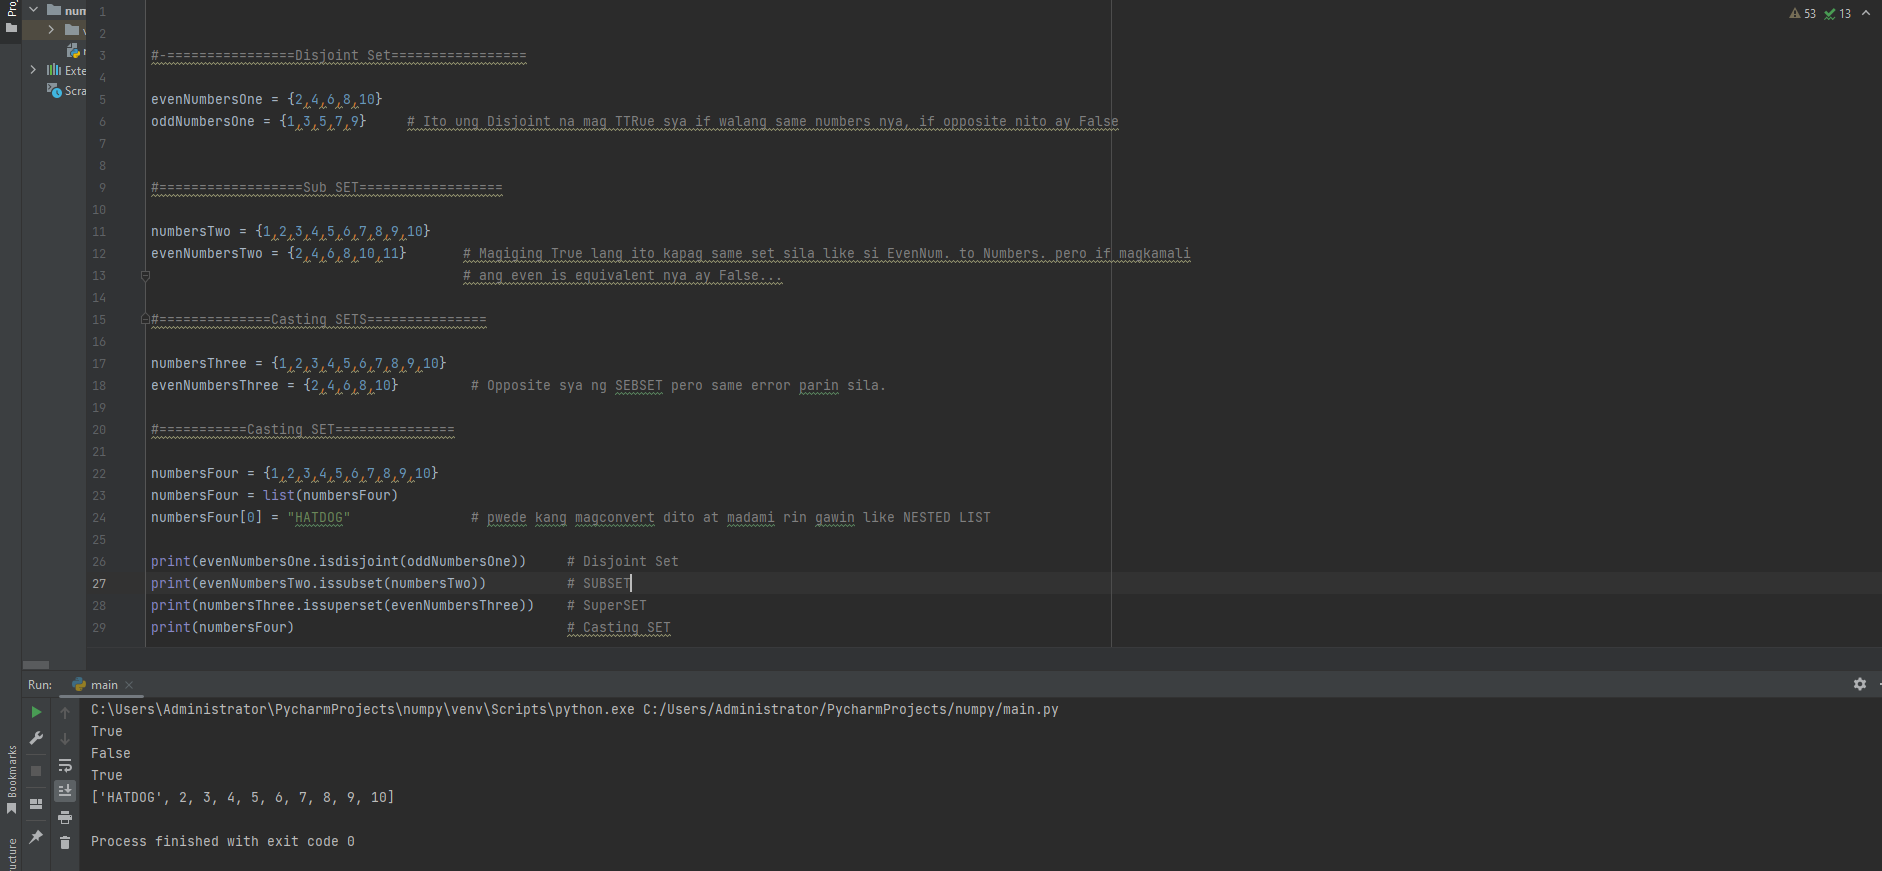 Proj
num
Exte
Scra
53 13
1
2
3 #-================Disjoint Set=================
4
5 evenNumbersOne = {2,4,6,8,10}
6 oddNumbersOne = {1,3,5,7,9}     # Ito ung Disjoint na mag TTRue sya if walang same numbers nya, if opposite nito ay False
7
8
9 #==================Sub SET==================
10
11 numbersTwo = {1,2,3,4,5,6,7,8,9,10}
12 evenNumbersTwo = {2,4,6,8,10,11}       # Magiging True lang ito kapag same set sila like si EvenNum. to Numbers. pero if magkamali
13                                        # ang even is equivalent nya ay False...
14
15 #==============Casting SETS===============
16
17 numbersThree = {1,2,3,4,5,6,7,8,9,10}
18 evenNumbersThree = {2,4,6,8,10}         # Opposite sya ng SEBSET pero same error parin sila.
19
20 #===========Casting SET===============
21
22 numbersFour = {1,2,3,4,5,6,7,8,9,10}
23 numbersFour = list(numbersFour)
24 numbersFour[0] = "HATDOG"               # pwede kang magconvert dito at madami rin gawin like NESTED LIST
25
26 print(evenNumbersOne.isdisjoint(oddNumbersOne))     # Disjoint Set
27 print(evenNumbersTwo.issubset(numbersTwo))          # SUBSET
28 print(numbersThree.issuperset(evenNumbersThree))    # SuperSET
29 print(numbersFour)                                  # Casting SET
Run: main
C:\Users\Administrator\PycharmProjects\numpy\venv\Scripts\python.exe C:/Users/Administrator/PycharmProjects/numpy/main.py
True
False
True
['HATDOG', 2, 3, 4, 5, 6, 7, 8, 9, 10]
Process finished with exit code 0
Bookmarks
ucture